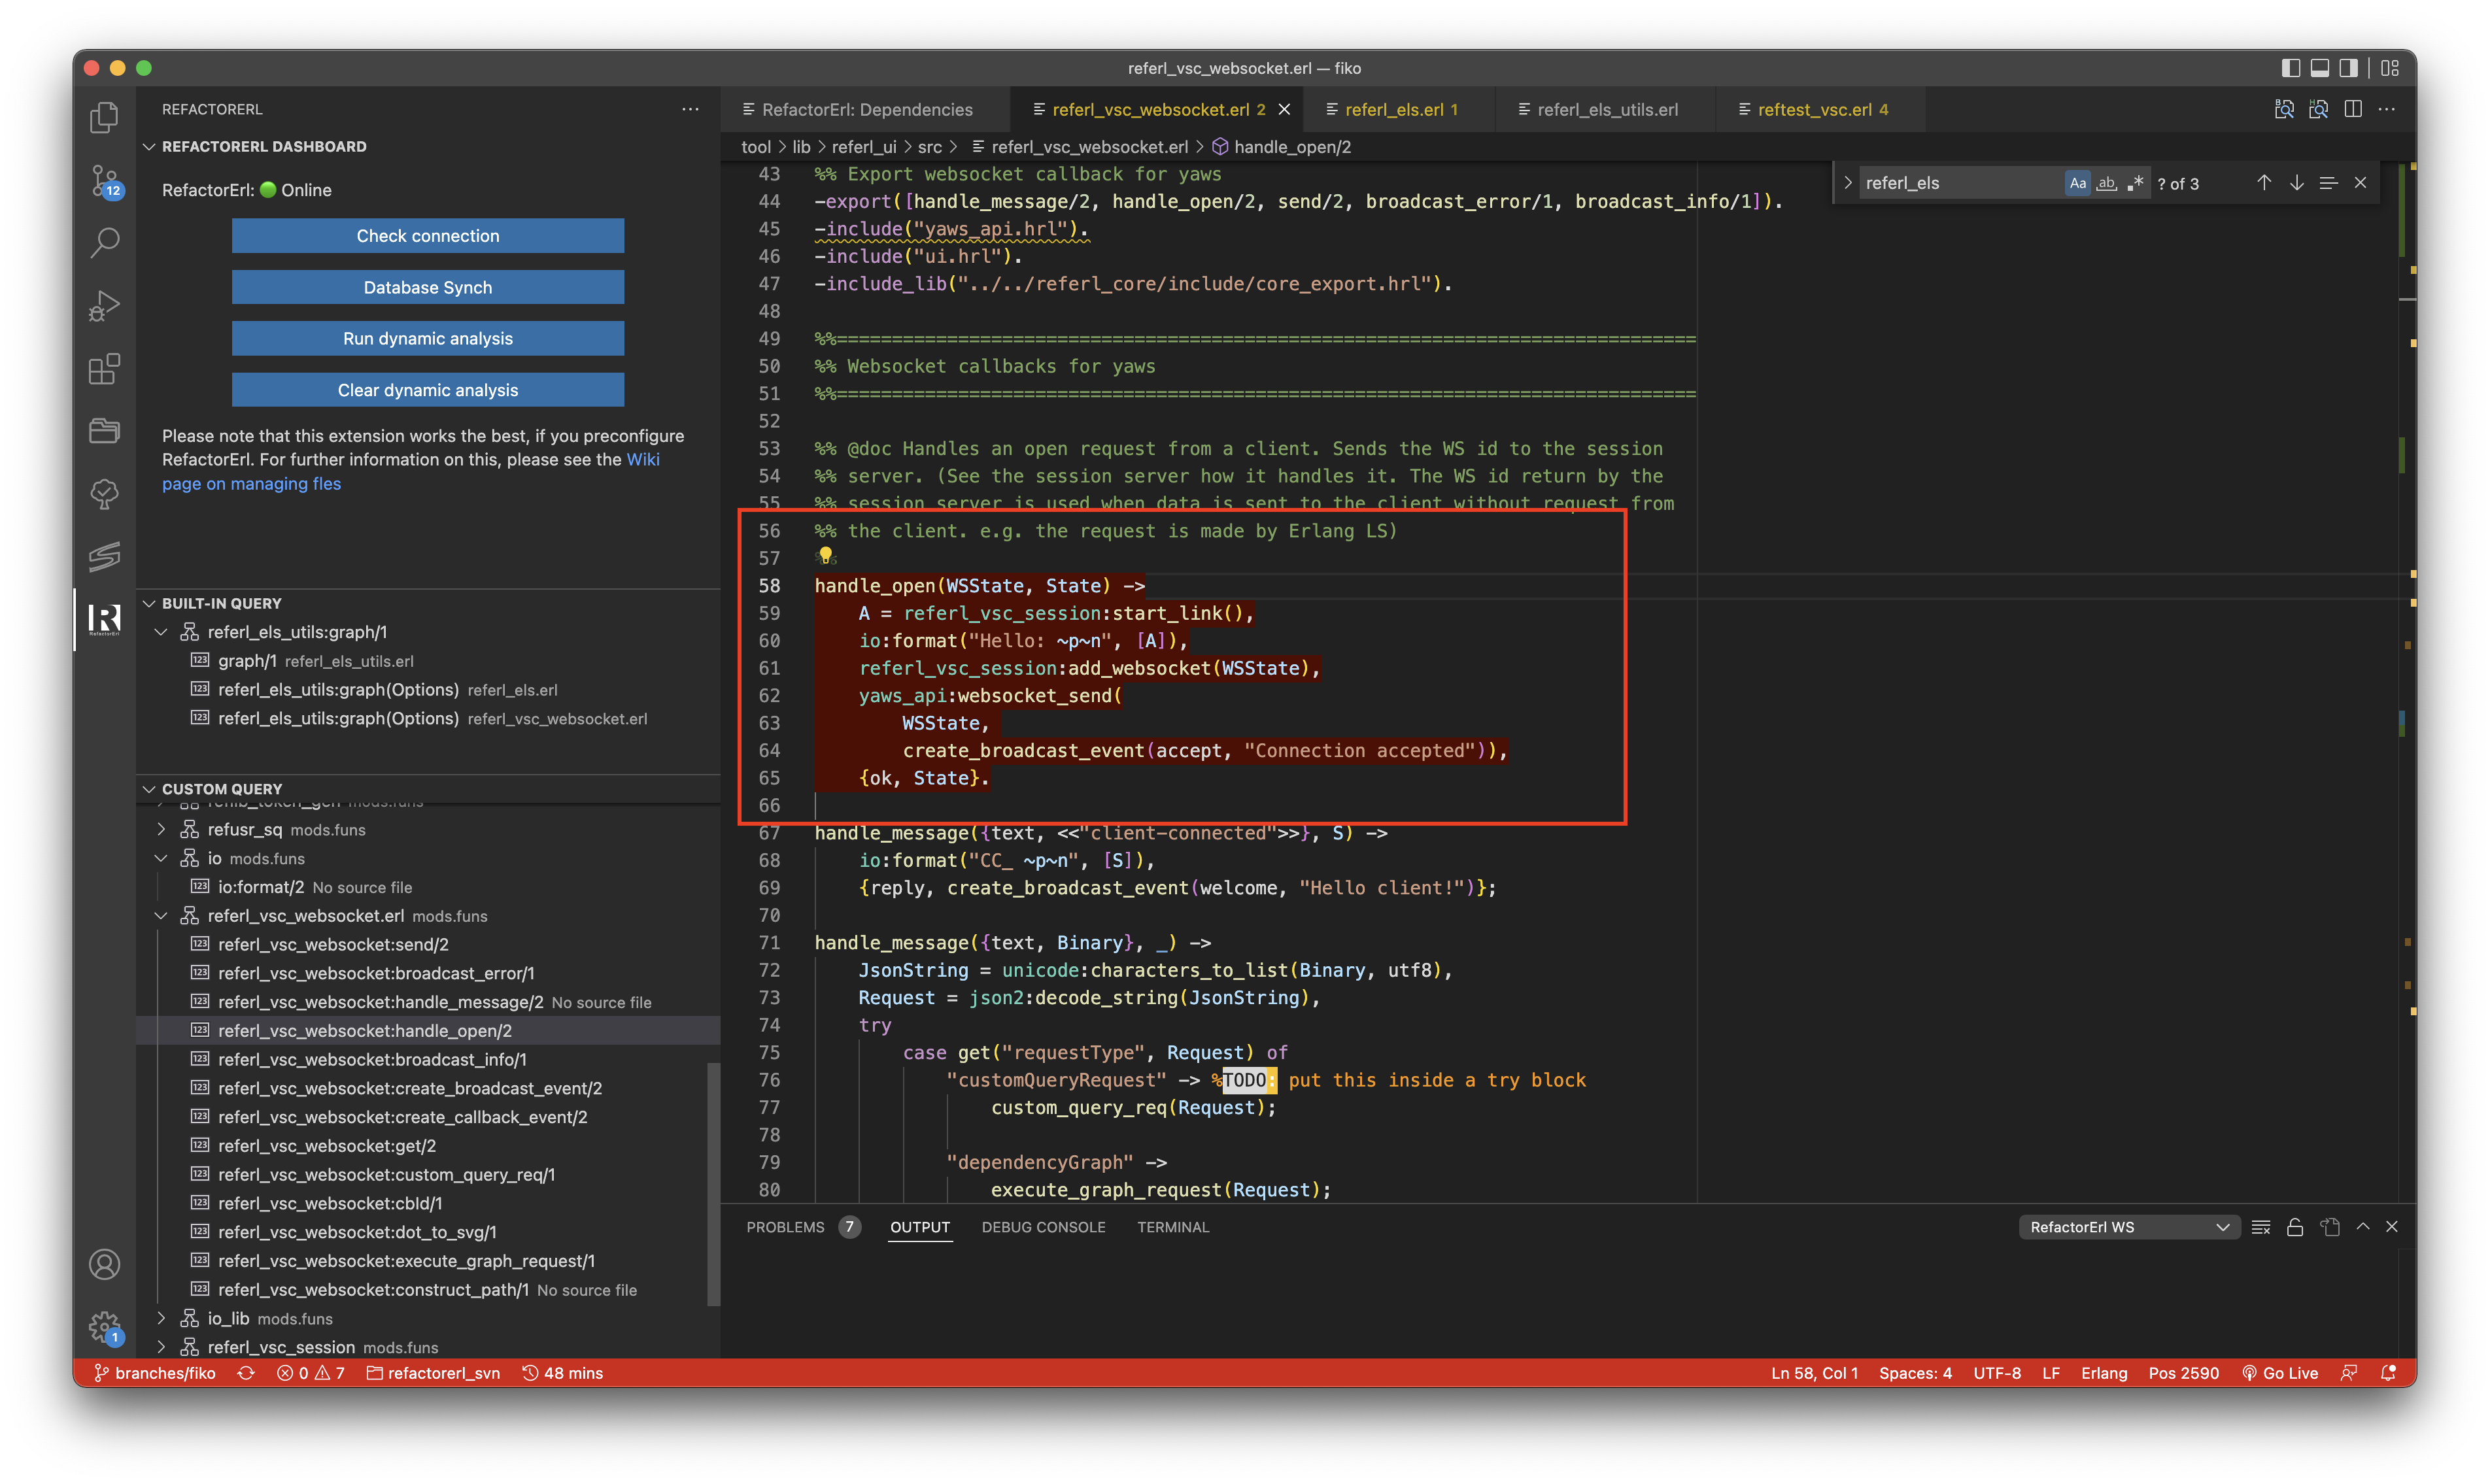 referl_vsc_websocket.erl — fiko
REFACTORERL
REFACTORERL DASHBOARD
RefactorErl: Online
Check connection
Database Synch
Run dynamic analysis
Clear dynamic analysis
Please note that this extension works the best, if you preconfigure
RefactorErl. For further information on this, please see the Wiki
page on managing fles
BUILT-IN QUERY
referl_els_utils:graph/1
graph/1 referl_els_utils.erl
referl_els_utils:graph(Options) referl_els.erl
referl_els_utils:graph(Options) referl_vsc_websocket.erl
CUSTOM QUERY
refusr_sq mods.funs
io mods.funs
io:format/2 No source file
referl_vsc_websocket.erl mods.funs
referl_vsc_websocket:send/2
referl_vsc_websocket:broadcast_error/1
referl_vsc_websocket:handle_message/2 No source file
referl_vsc_websocket:handle_open/2
referl_vsc_websocket:broadcast_info/1
referl_vsc_websocket:create_broadcast_event/2
referl_vsc_websocket:create_callback_event/2
referl_vsc_websocket:get/2
referl_vsc_websocket:custom_query_req/1
referl_vsc_websocket:cbId/1
referl_vsc_websocket:dot_to_svg/1
referl_vsc_websocket:execute_graph_request/1
referl_vsc_websocket:construct_path/1 No source file
io_lib mods.funs
referl_vsc_session mods.funs
12
R
RefactorErl
1
RefactorErl: Dependencies
referl_vsc_websocket.erl 2
referl_els.erl 1
referl_els_utils.erl
reftest_vsc.erl 4
tool > lib > referl_ui > src > referl_vsc_websocket.erl > handle_open/2
referl_els Aa ab .* ? of 3
43 %% Export websocket callback for yaws
44 -export([handle_message/2, handle_open/2, send/2, broadcast_error/1, broadcast_info/1]).
45 -include("yaws_api.hrl").
46 -include("ui.hrl").
47 -include_lib("../../referl_core/include/core_export.hrl").
48
49 %%==============================================================================
50 %% Websocket callbacks for yaws
51 %%==============================================================================
52
53 %% @doc Handles an open request from a client. Sends the WS id to the session
54 %% server. (See the session server how it handles it. The WS id return by the
55 %% session server is used when data is sent to the client without request from
56 %% the client. e.g. the request is made by Erlang LS)
57
58 handle_open(WSState, State) ->
59 A = referl_vsc_session:start_link(),
60 io:format("Hello: ~p~n", [A]),
61 referl_vsc_session:add_websocket(WSState),
62 yaws_api:websocket_send(
63 WSState,
64 create_broadcast_event(accept, "Connection accepted")),
65 {ok, State}.
66
67 handle_message({text, <<"client-connected">>}, S) ->
68 io:format("CC_ ~p~n", [S]),
69 {reply, create_broadcast_event(welcome, "Hello client!")};
70
71 handle_message({text, Binary}, _) ->
72 JsonString = unicode:characters_to_list(Binary, utf8),
73 Request = json2:decode_string(JsonString),
74 try
75 case get("requestType", Request) of
76 "customQueryRequest" -> %TODO: put this inside a try block
77 custom_query_req(Request);
78
79 "dependencyGraph" ->
80 execute_graph_request(Request);
PROBLEMS 7 OUTPUT DEBUG CONSOLE TERMINAL
RefactorErl WS
branches/fiko 0 7 refactorerl_svn 48 mins
Ln 58, Col 1 Spaces: 4 UTF-8 LF Erlang Pos 2590 Go Live